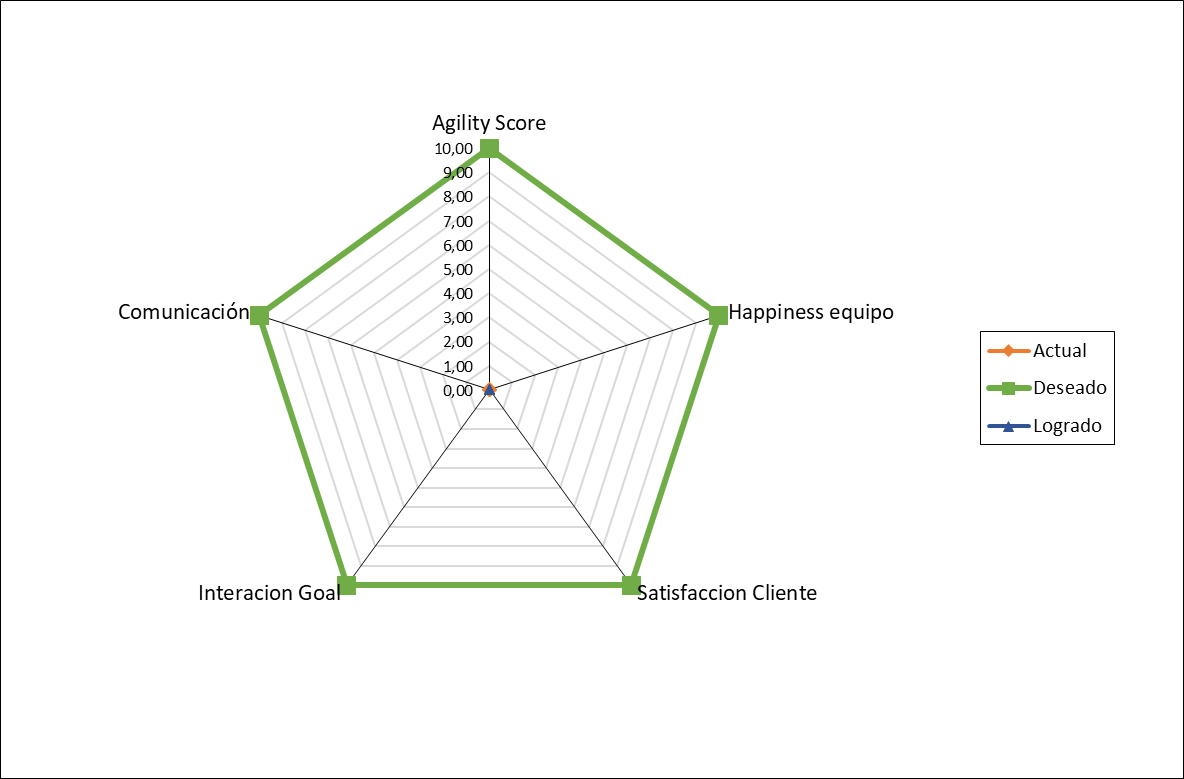 Agility Score
10,00
9,00
8,00
7,00
6,00
5,00
4,00
3,00
2,00
1,00
0,00
Comunicación
Happiness equipo
Interacion Goal
Satisfaccion Cliente
Actual
Deseado
Logrado